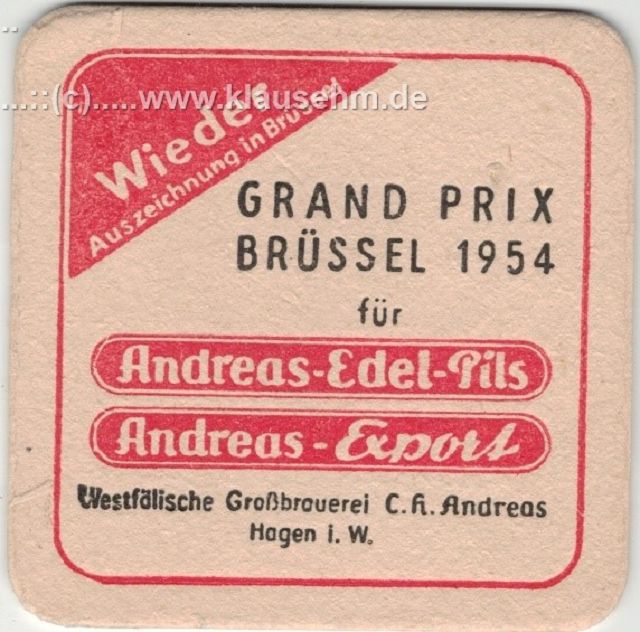 ...::(c).....www.klausehm.de
Wieder
Auszeichnung in Brüssel
GRAND PRIX
BRÜSSEL 1954
für
Andreas-Edel-Pils
Andreas-Export
Westfälische Großbrauerei C. H. Andreas
Hagen i. W.